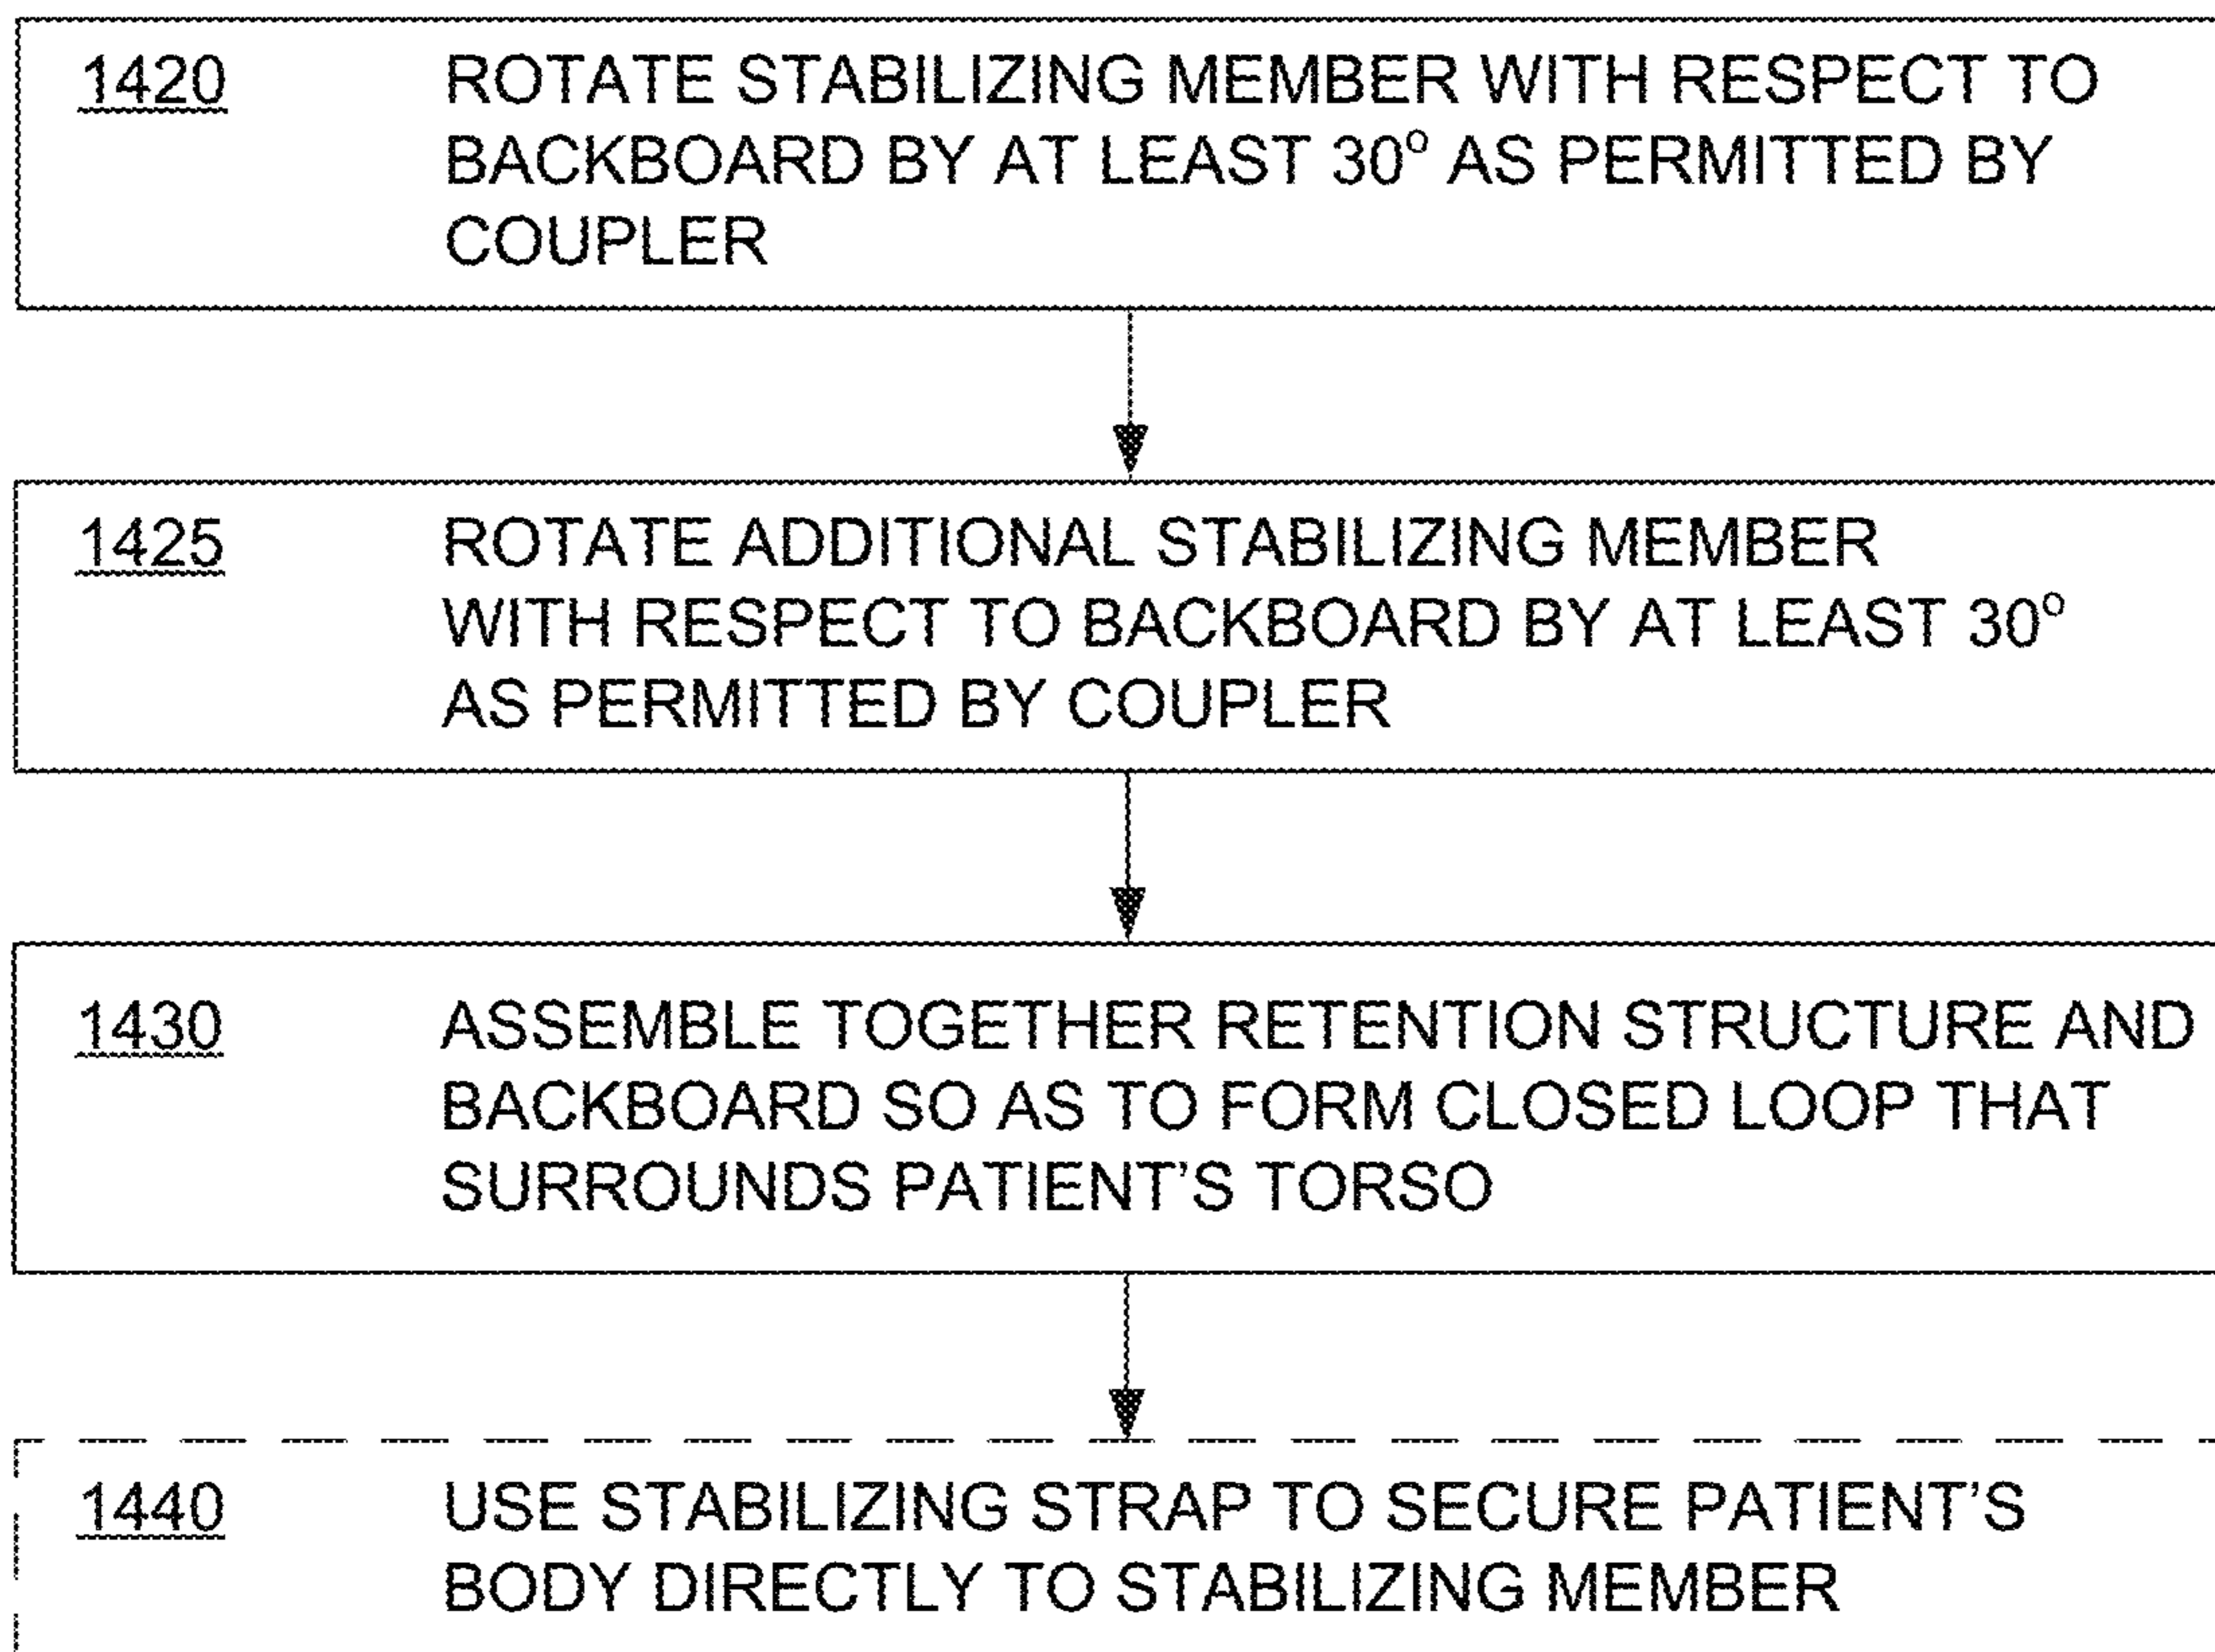 1420 ROTATE STABILIZING MEMBER WITH RESPECT TO
BACKBOARD BY AT LEAST 30° AS PERMITTED BY
COUPLER
1425 ROTATE ADDITIONAL STABILIZING MEMBER
WITH RESPECT TO BACKBOARD BY AT LEAST 30°
AS PERMITTED BY COUPLER
1430 ASSEMBLE TOGETHER RETENTION STRUCTURE AND
BACKBOARD SO AS TO FORM CLOSED LOOP THAT
SURROUNDS PATIENT'S TORSO
1440 USE STABILIZING STRAP TO SECURE PATIENT'S
BODY DIRECTLY TO STABILIZING MEMBER